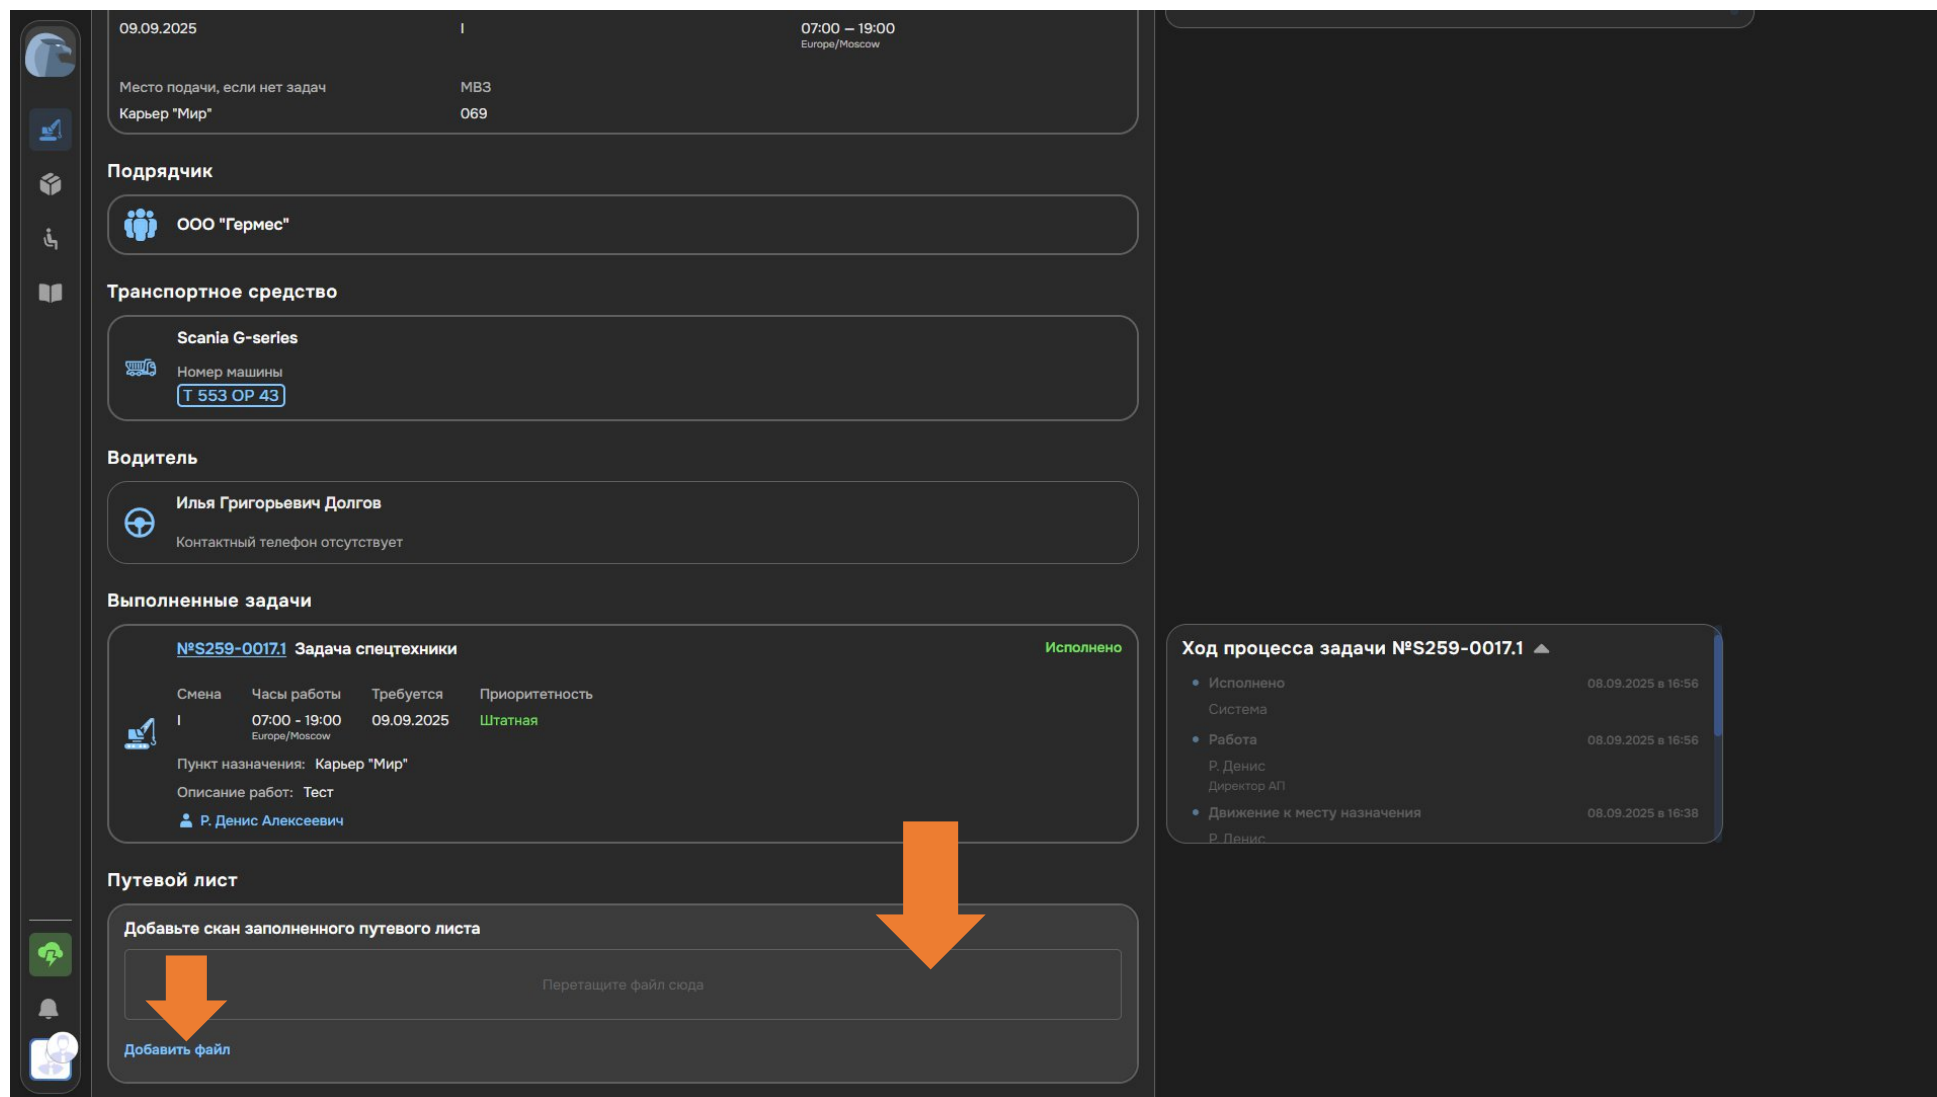 09.09.2025
I
07:00 – 19:00
Europe/Moscow
Место подачи, если нет задач
МВЗ
Карьер "Мир"
069
Подрядчик
ООО "Гермес"
Транспортное средство
Scania G-series
Номер машины
Т 553 ОР 43
Водитель
Илья Григорьевич Долгов
Контактный телефон отсутствует
Выполненные задачи
№S259-0017.1 Задача спецтехники
Исполнено
Смена
Часы работы
Требуется
Приоритетность
I
07:00 - 19:00
09.09.2025
Штатная
Europe/Moscow
Пункт назначения: Карьер "Мир"
Описание работ: Тест
Р. Денис Алексеевич
Ход процесса задачи №S259-0017.1
Исполнено
08.09.2025 в 16:56
Система
Работа
08.09.2025 в 16:56
Р. Денис
Директор АП
Движение к месту назначения
08.09.2025 в 16:38
Р. Денис
Путевой лист
Добавьте скан заполненного путевого листа
Перетащите файл сюда
Добавить файл